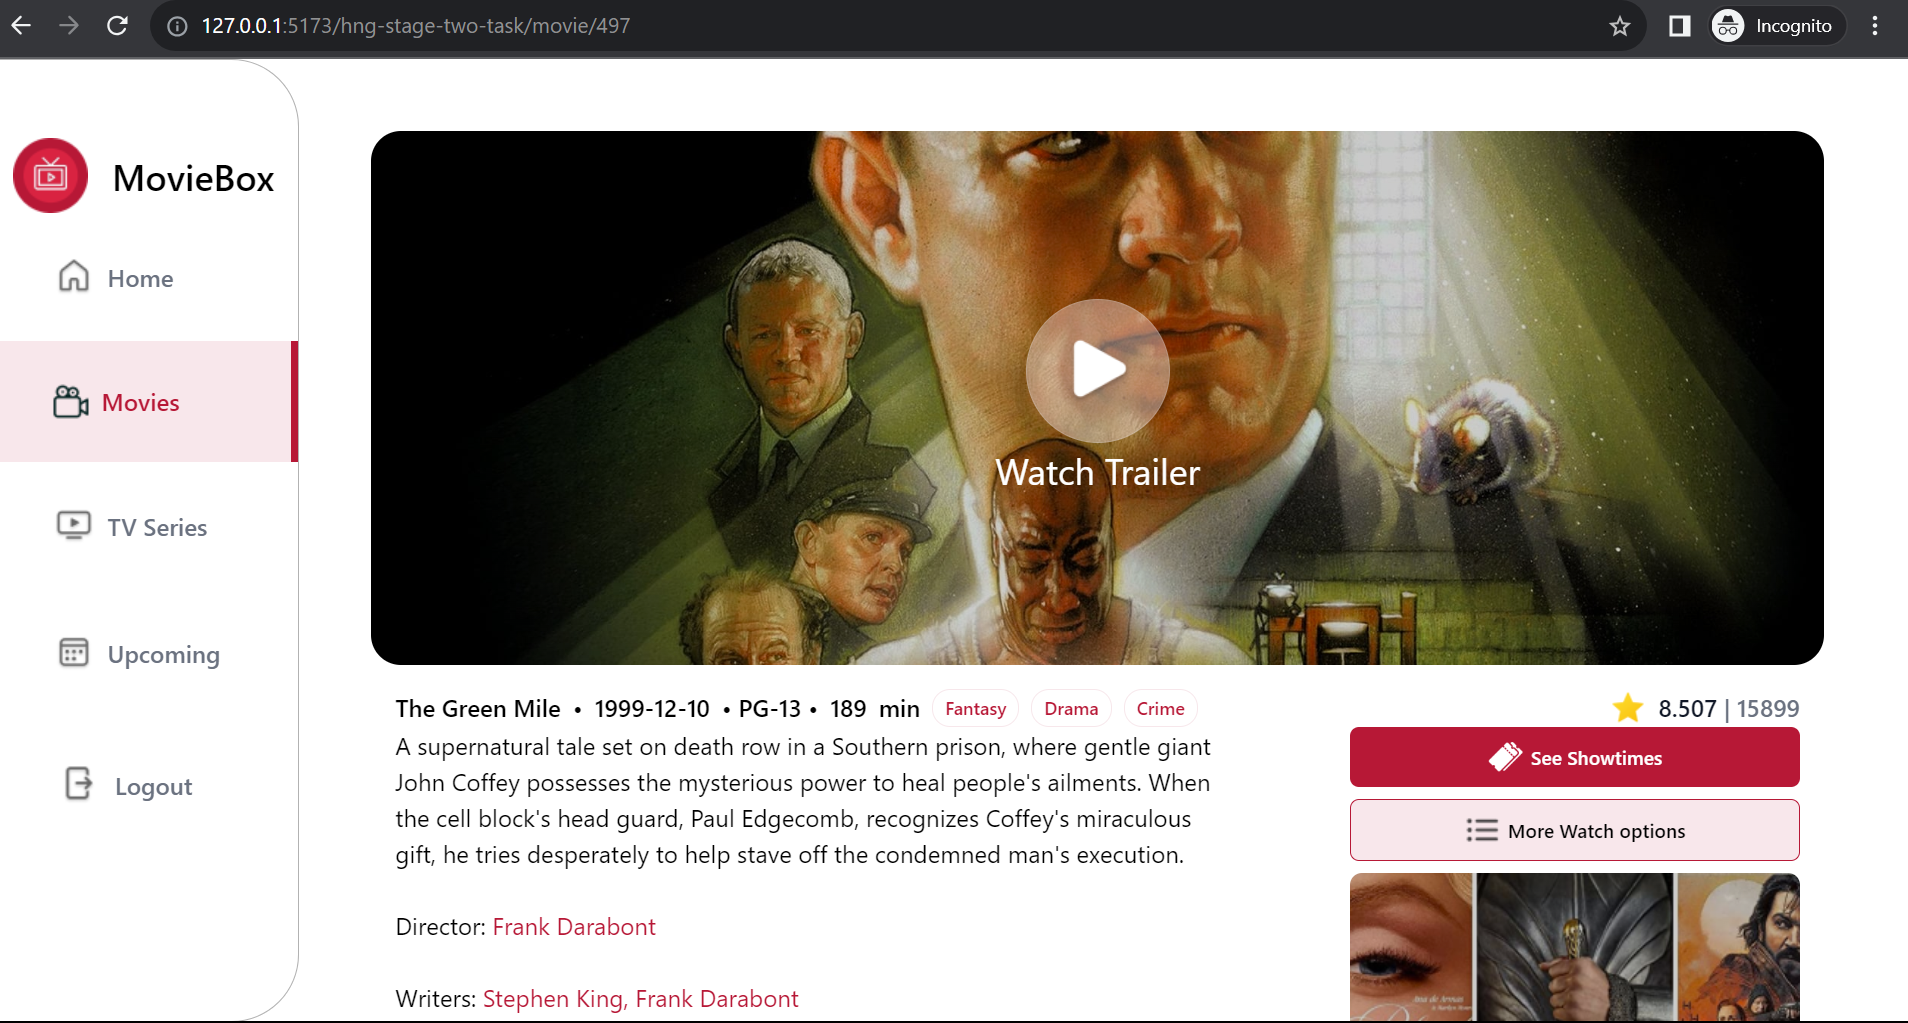 127.0.0.1:5173/hng-stage-two-task/movie/497
Incognito
MovieBox
Home
Movies
TV Series
Upcoming
Logout
Watch Trailer
The Green Mile • 1999-12-10 • PG-13 • 189 min Fantasy Drama Crime
A supernatural tale set on death row in a Southern prison, where gentle giant
John Coffey possesses the mysterious power to heal people's ailments. When
the cell block's head guard, Paul Edgecomb, recognizes Coffey's miraculous
gift, he tries desperately to help stave off the condemned man's execution.
Director: Frank Darabont
Writers: Stephen King, Frank Darabont
8.507 | 15899
See Showtimes
More Watch options
Ana de Armas